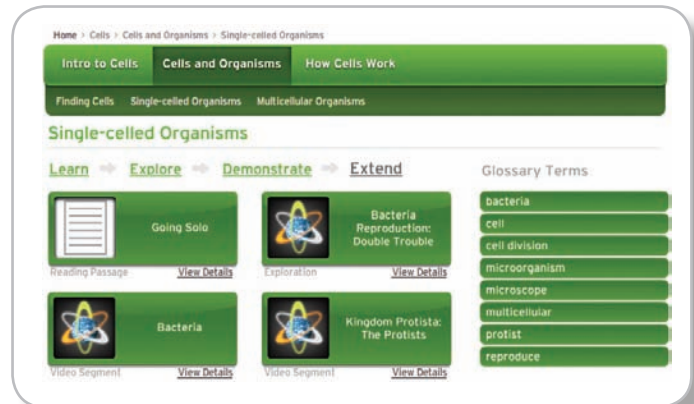 Home > Cells > Cells and Organisms > Single-celled Organisms
Intro to Cells Cells and Organisms How Cells Work
Finding Cells Single-celled Organisms Multicellular Organisms
Single-celled Organisms
Learn Explore Demonstrate Extend
Going Solo
Reading Passage View Details
Bacteria
Reproduction:
Double Trouble
Exploration View Details
Bacteria
Video Segment View Details
Kingdom Protista:
The Protists
Video Segment View Details
Glossary Terms
bacteria
cell
cell division
microorganism
microscope
multicellular
protist
reproduce